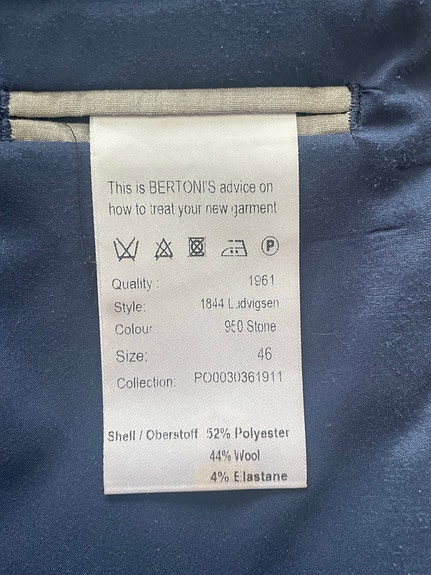 This is BERTONI'S advice on
how to treat your new garment
P
Quality : 1961
Style: 1844 Ludvigsen
Colour : 950 Stone
Size: 46
Collection: PO0030361911
Shell / Oberstoff 52% Polyester
44% Wool
4% Elastane